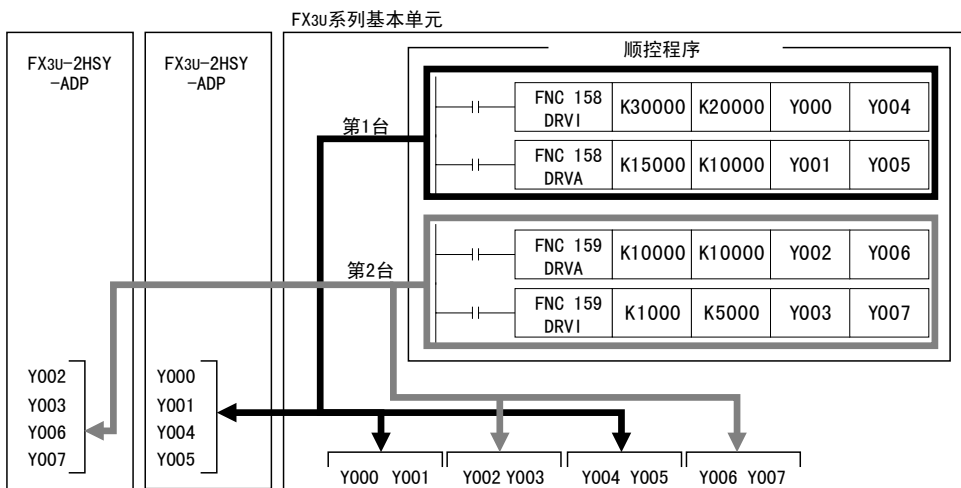 FX3U系列基本单元
FX3U-2HSY
-ADP
FX3U-2HSY
-ADP
顺控程序
第1台
FNC 158
DRVI
K30000
K20000
Y000
Y004
FNC 158
DRVA
K15000
K10000
Y001
Y005
第2台
FNC 159
DRVA
K10000
K10000
Y002
Y006
FNC 159
DRVI
K1000
K5000
Y003
Y007
Y002
Y003
Y006
Y007
Y000
Y001
Y004
Y005
Y000 Y001
Y002 Y003
Y004 Y005
Y006 Y007